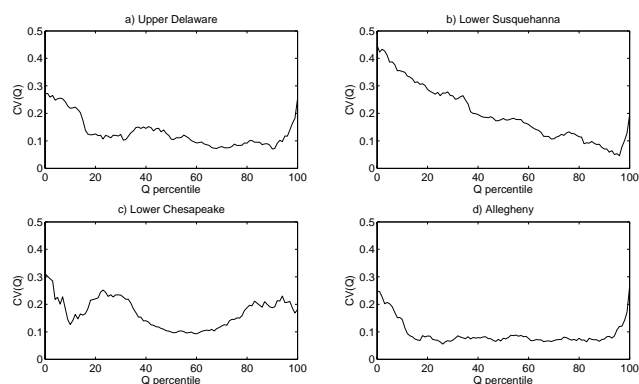 a) Upper Delaware
0.5
0.4
0.3
0.2
0.1
0
CV(Q)
0 20 40 60 80 100
Q percentile
b) Lower Susquehanna
0.5
0.4
0.3
0.2
0.1
0
CV(Q)
0 20 40 60 80 100
Q percentile
c) Lower Chesapeake
0.5
0.4
0.3
0.2
0.1
0
CV(Q)
0 20 40 60 80 100
Q percentile
d) Allegheny
0.5
0.4
0.3
0.2
0.1
0
CV(Q)
0 20 40 60 80 100
Q percentile